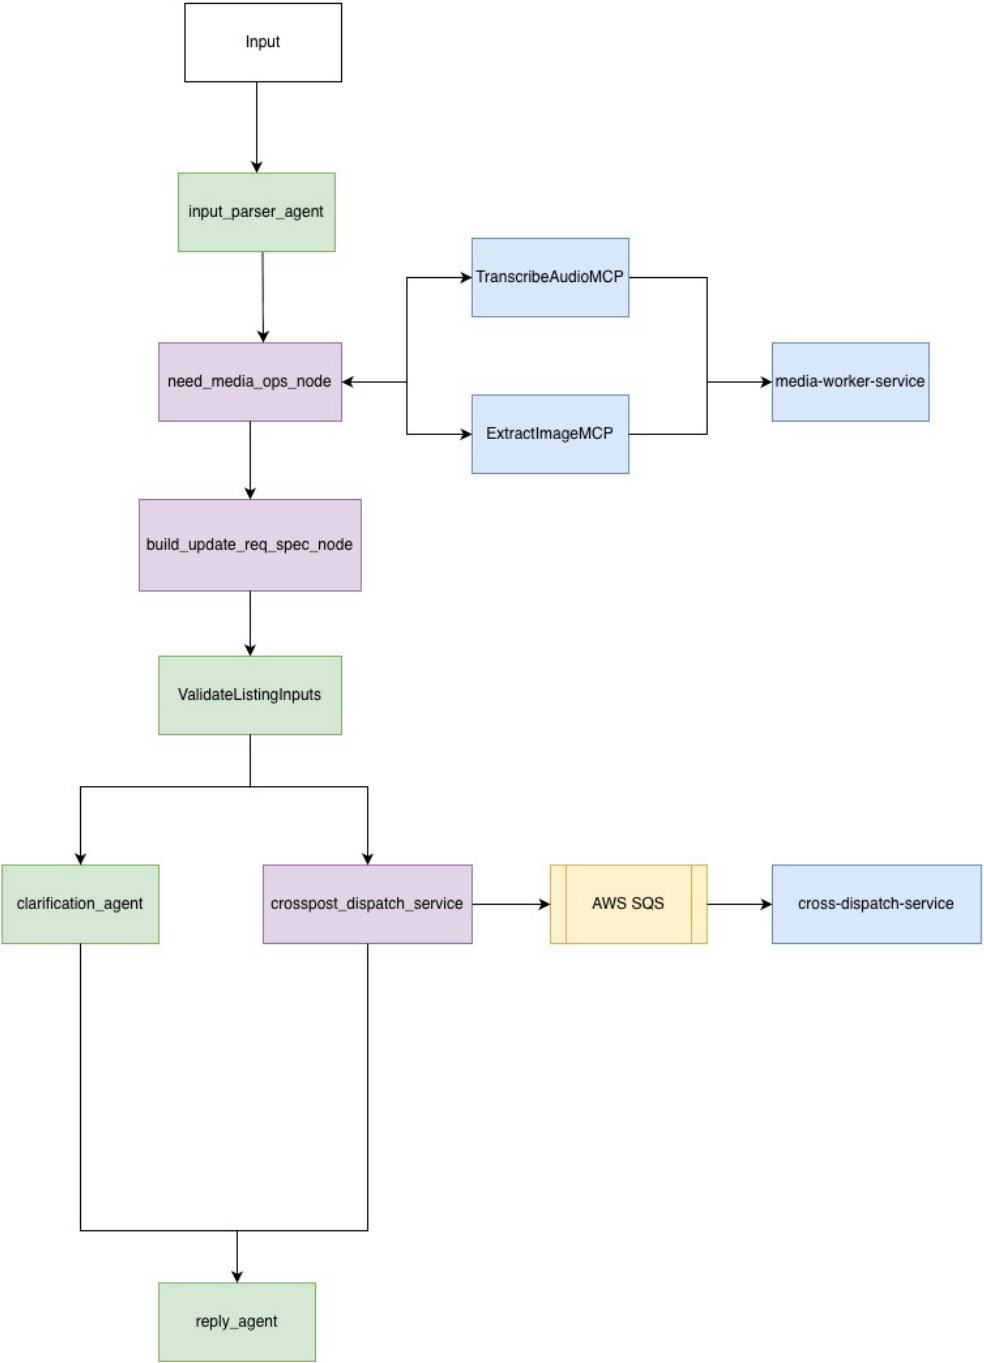 Input
input_parser_agent
TranscribeAudioMCP
need_media_ops_node
media-worker-service
ExtractImageMCP
build_update_req_spec_node
ValidateListingInputs
clarification_agent
crosspost_dispatch_service
AWS SQS
cross-dispatch-service
reply_agent